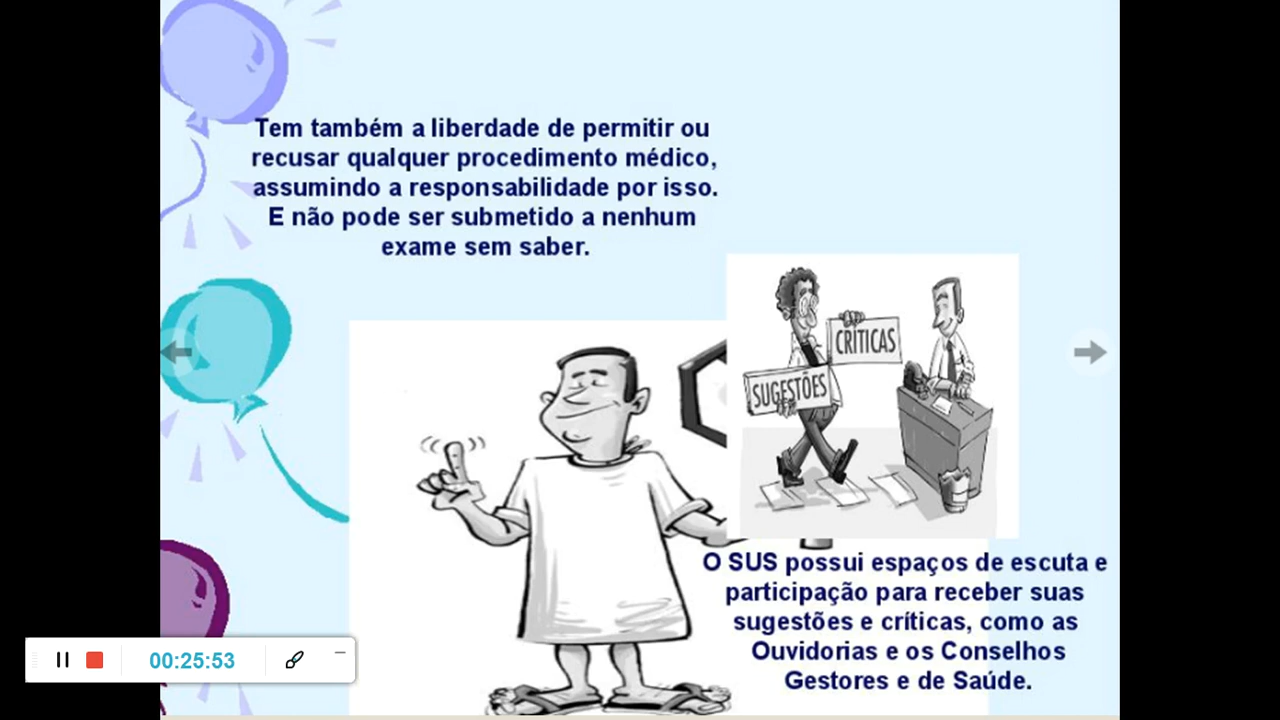 Tem também a liberdade de permitir ou
recusar qualquer procedimento médico,
assumindo a responsabilidade por isso.
E não pode ser submetido a nenhum
exame sem saber.
CRÍTICAS
SUGESTÕES
O SUS possui espaços de escuta e
participação para receber suas
sugestões e críticas, como as
Ouvidorias e os Conselhos
Gestores e de Saúde.
00:25:53